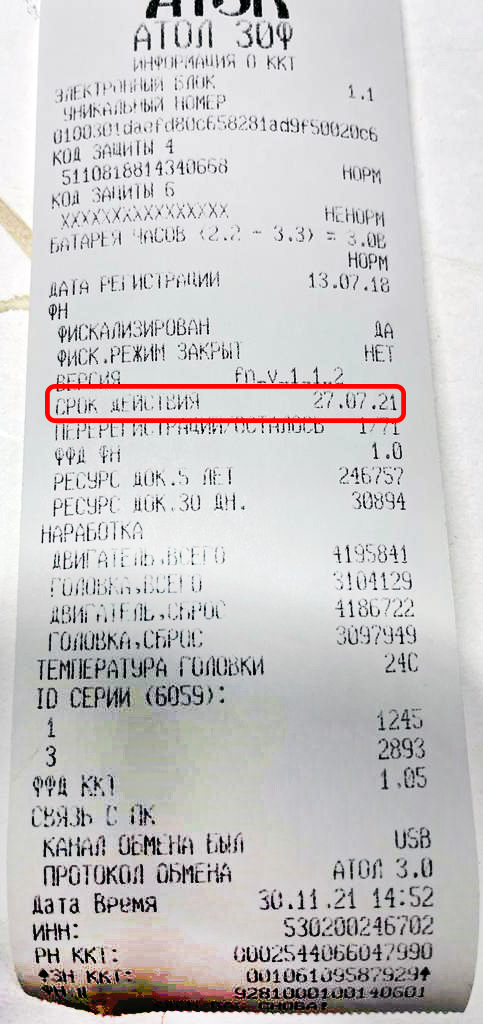 АТОЛ
АТОЛ 30Ф
ИНФОРМАЦИЯ О ККТ
ЭЛЕКТРОННЫЙ БЛОК 1.1
УНИКАЛЬНЫЙ НОМЕР
0100301daefd80c658281ad9f50020c6
КОД ЗАЩИТЫ 4
5110818814340668 НОРМ
КОД ЗАЩИТЫ 6
XXXXXXXXXXXXXXXX НЕНОРМ
БАТАРЕЯ ЧАСОВ (2.2 - 3.3) = 3.0В
НОРМ
ДАТА РЕГИСТРАЦИИ 13.07.18
ФН
ФИСКАЛИЗИРОВАН ДА
ФИСК.РЕЖИМ ЗАКРЫТ НЕТ
ВЕРСИЯ fn_v_1_1_2
СРОК ДЕЙСТВИЯ 27.07.21
ПЕРЕРЕГИСТРАЦИЙ/ОСТАЛОСЬ 1/71
ФФД ФН 1.0
РЕСУРС ДОК.5 ЛЕТ 246757
РЕСУРС ДОК.30 ДН. 30894
НАРАБОТКА
ДВИГАТЕЛЬ,ВСЕГО 4195841
ГОЛОВКА,ВСЕГО 3104129
ДВИГАТЕЛЬ,СБРОС 4186722
ГОЛОВКА,СБРОС 3097949
ТЕМПЕРАТУРА ГОЛОВКИ 24C
ID СЕРИИ (6059):
1 1245
3 2893
ФФД ККТ 1.05
СВЯЗЬ С ПК
КАНАЛ ОБМЕНА БЫЛ USB
ПРОТОКОЛ ОБМЕНА АТОЛ 3.0
Дата Время 30.11.21 14:52
ИНН: 530200246702
РН ККТ: 0002544066047990
↑ЗН ККТ: 00106109587929↑
ФН 9281000100140601